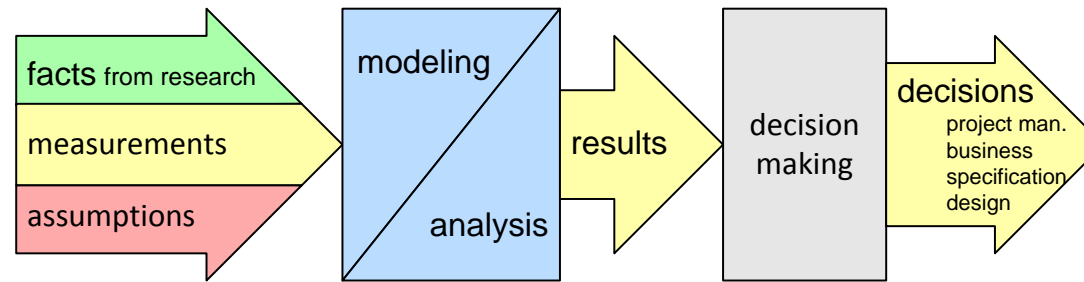 facts from research
measurements
assumptions
modeling
analysis
results
decision
making
decisions
project man.
business
specification
design